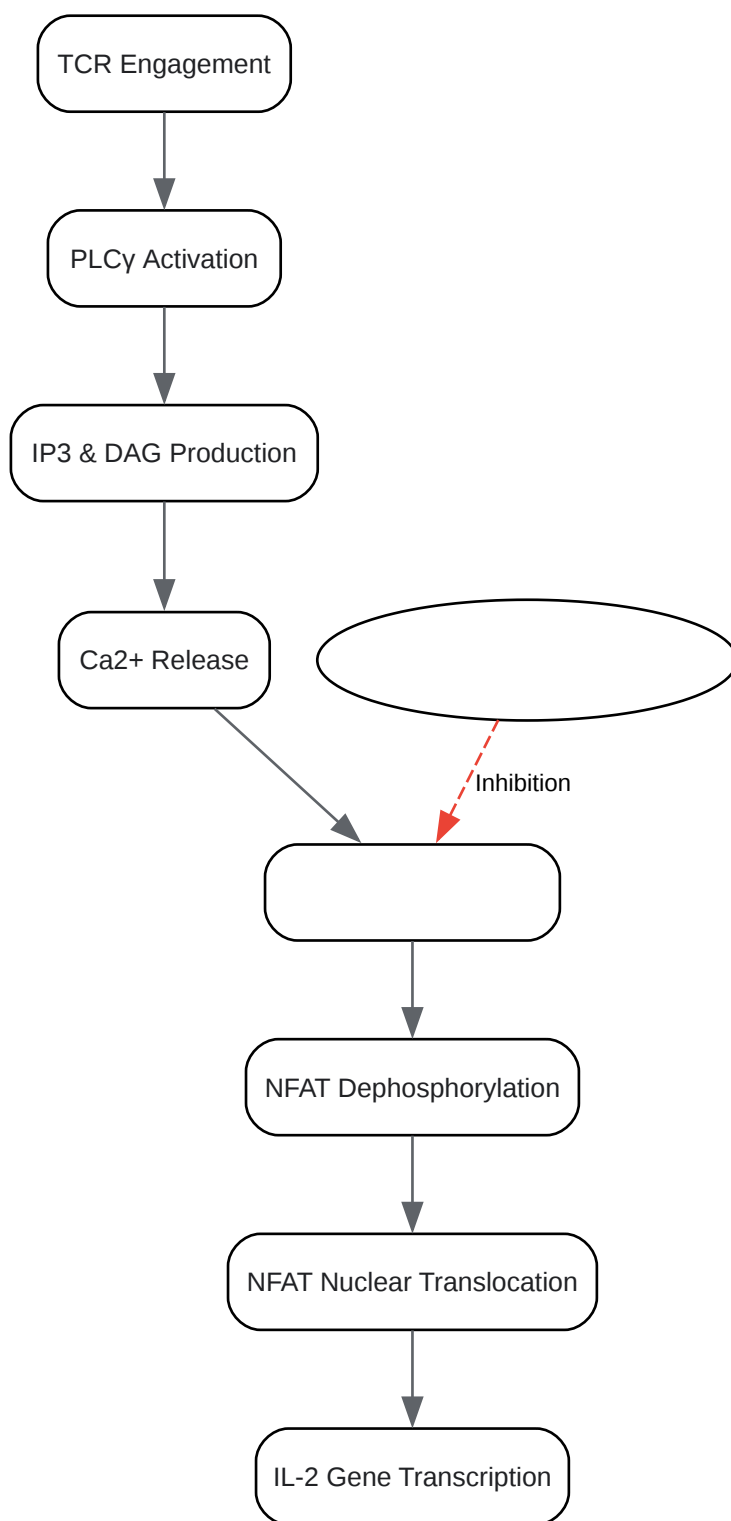 TCR Engagement
PLCγ Activation
IP3 & DAG Production
Ca2+ Release
Inhibition
NFAT Dephosphorylation
NFAT Nuclear Translocation
IL-2 Gene Transcription